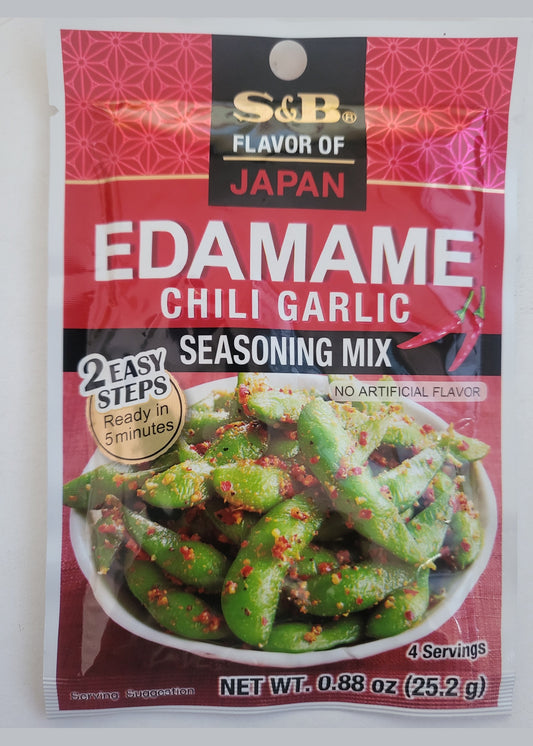 S&B®
FLAVOR OF
JAPAN
EDAMAME
CHILI GARLIC
SEASONING MIX
2 EASY
STEPS
Ready in
5 minutes
NO ARTIFICIAL FLAVOR
4 Servings
Serving Suggestion
NET WT. 0.88 oz (25.2 g)